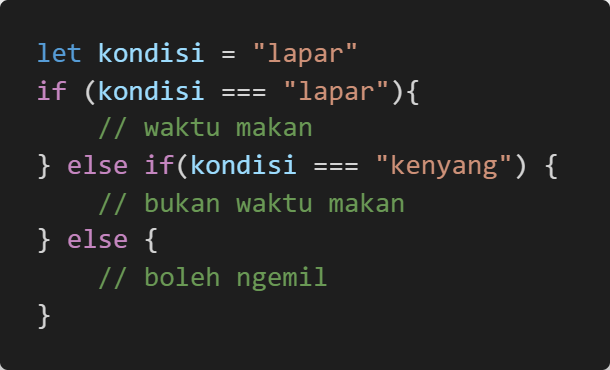 let kondisi = "lapar"
if (kondisi === "lapar"){
    // waktu makan
} else if(kondisi === "kenyang") {
    // bukan waktu makan
} else {
    // boleh ngemil
}